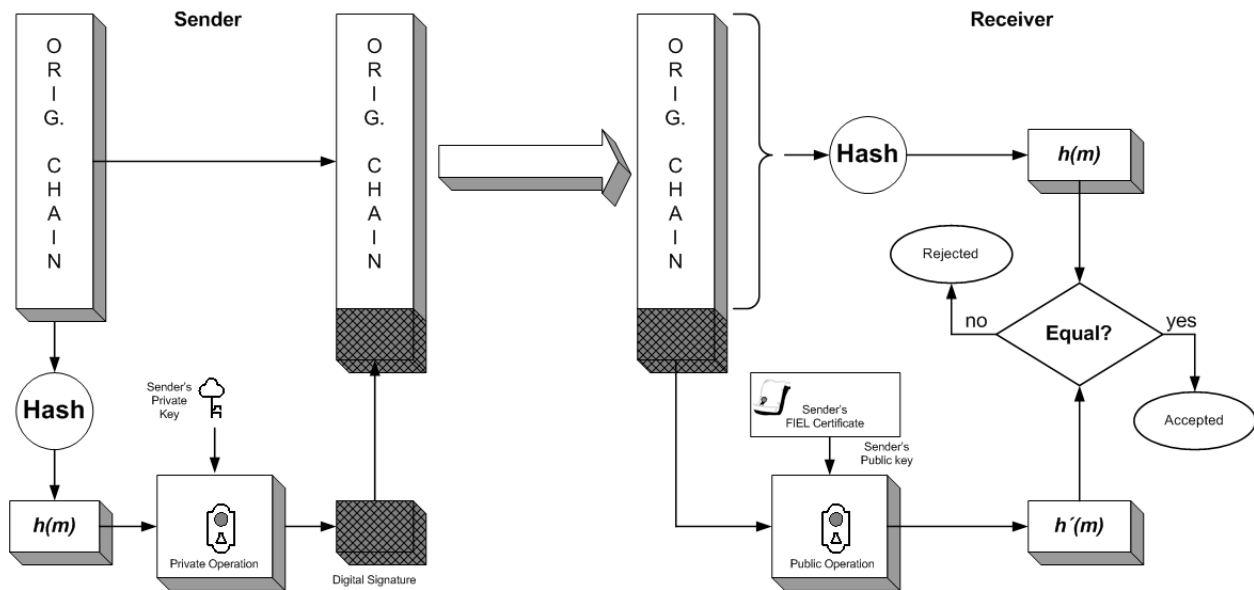 Sender
Receiver
O
R
I
G.
C
H
A
I
N
O
R
I
G.
C
H
A
I
N
O
R
I
G.
C
H
A
I
N
Hash
h(m)
Rejected
no
Equal?
yes
Accepted
Hash
Sender's
Private
Key
h(m)
Private Operation
Digital Signature
Sender's
FIEL Certificate
Sender's
Public key
Public Operation
h´(m)